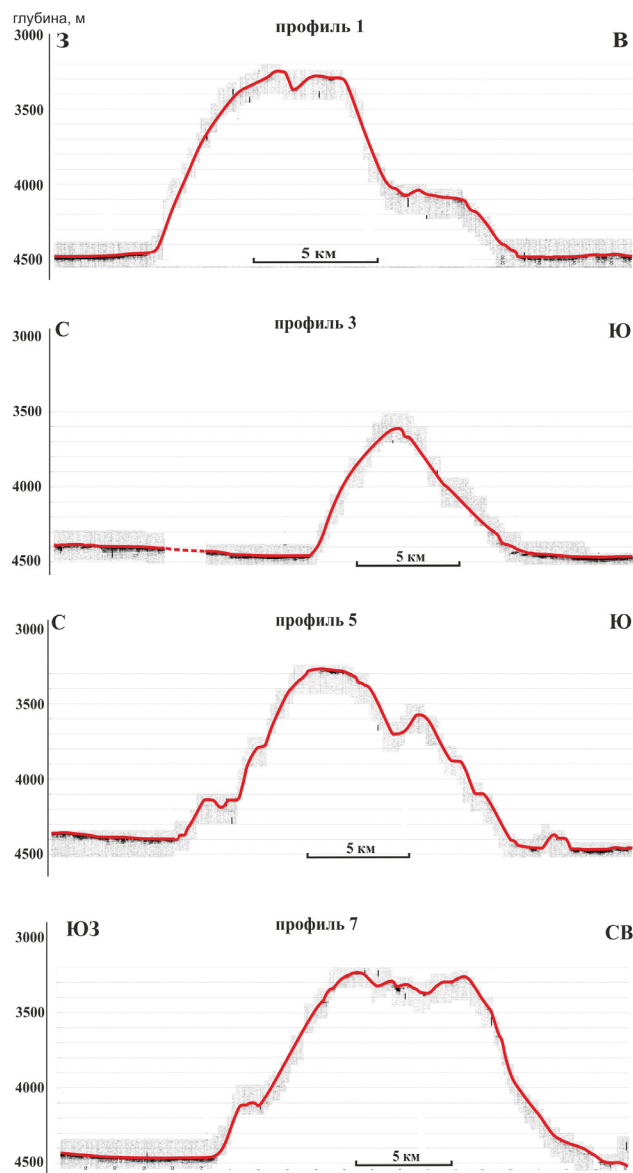 глубина, м
3000
З
профиль 1
В
3500
4000
4500
5 км
3000
С
профиль 3
Ю
3500
4000
4500
5 км
3000
С
профиль 5
Ю
3500
4000
4500
5 км
3000
ЮЗ
профиль 7
СВ
3500
4000
4500
5 км